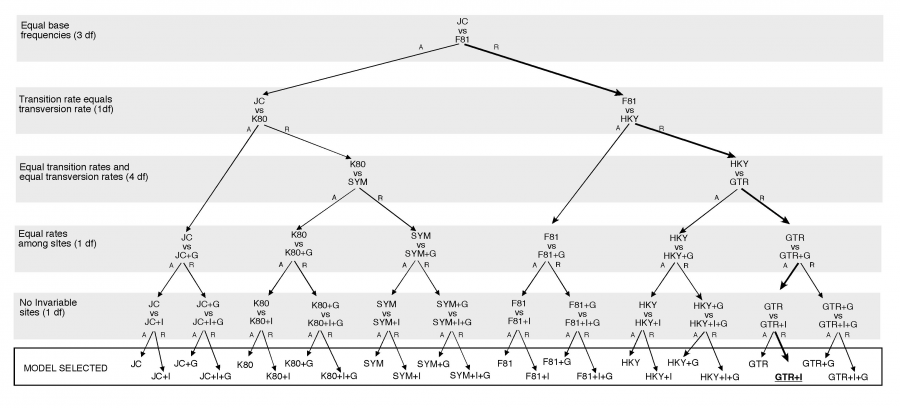 Equal base
frequencies (3 df)
JC
vs
F81
A
R
Transition rate equals
transversion rate (1df)
JC
vs
K80
A
R
F81
vs
HKY
A
R
Equal transition rates and
equal transversion rates (4 df)
K80
vs
SYM
A
R
HKY
vs
GTR
A
R
Equal rates
among sites (1 df)
JC
vs
JC+G
A
R
K80
vs
K80+G
A
R
SYM
vs
SYM+G
A
R
F81
vs
F81+G
A
R
HKY
vs
HKY+G
A
R
GTR
vs
GTR+G
A
R
No Invariable
sites (1 df)
JC
vs
JC+I
A
R
JC+G
vs
JC+I+G
A
R
K80
vs
K80+I
A
R
K80+G
vs
K80+I+G
A
R
SYM
vs
SYM+I
A
R
SYM+G
vs
SYM+I+G
A
R
F81
vs
F81+I
A
R
F81+G
vs
F81+I+G
A
R
HKY
vs
HKY+I
A
R
HKY+G
vs
HKY+I+G
A
R
GTR
vs
GTR+I
A
R
GTR+G
vs
GTR+I+G
A
R
MODEL SELECTED
JC
JC+I
JC+G
JC+I+G
K80
K80+I
K80+G
K80+I+G
SYM
SYM+I
SYM+G
SYM+I+G
F81
F81+I
F81+G
F81+I+G
HKY
HKY+I
HKY+G
HKY+I+G
GTR
GTR+I
GTR+G
GTR+I+G